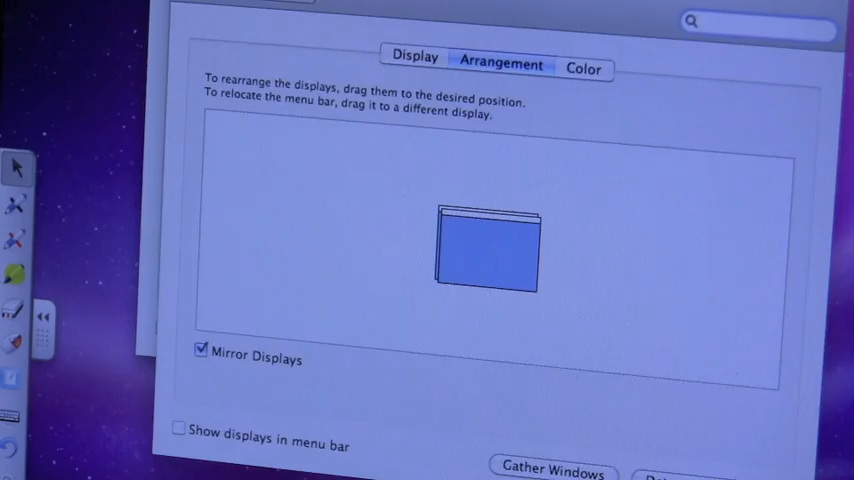 Display Arrangement Color
To rearrange the displays, drag them to the desired position.
To relocate the menu bar, drag it to a different display.
Mirror Displays
Show displays in menu bar
Gather Windows